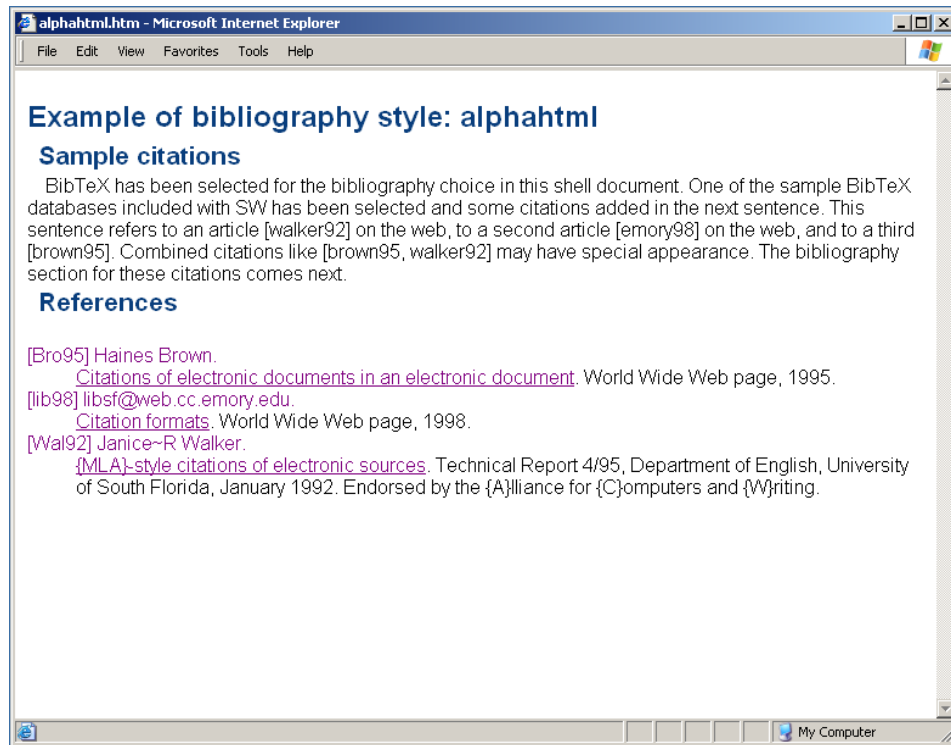 alphahtml.htm - Microsoft Internet Explorer
File Edit View Favorites Tools Help
Example of bibliography style: alphahtml
Sample citations
BibTeX has been selected for the bibliography choice in this shell document. One of the sample BibTeX
databases included with SW has been selected and some citations added in the next sentence. This
sentence refers to an article [walker92] on the web, to a second article [emory98] on the web, and to a third
[brown95]. Combined citations like [brown95, walker92] may have special appearance. The bibliography
section for these citations comes next.
References
[Bro95] Haines Brown.
Citations of electronic documents in an electronic document. World Wide Web page, 1995.
[lib98] libsf@web.cc.emory.edu.
Citation formats. World Wide Web page, 1998.
[Wal92] Janice~R Walker.
{MLA}-style citations of electronic sources. Technical Report 4/95, Department of English, University
of South Florida, January 1992. Endorsed by the {A}lliance for {C}omputers and {W}riting.
My Computer